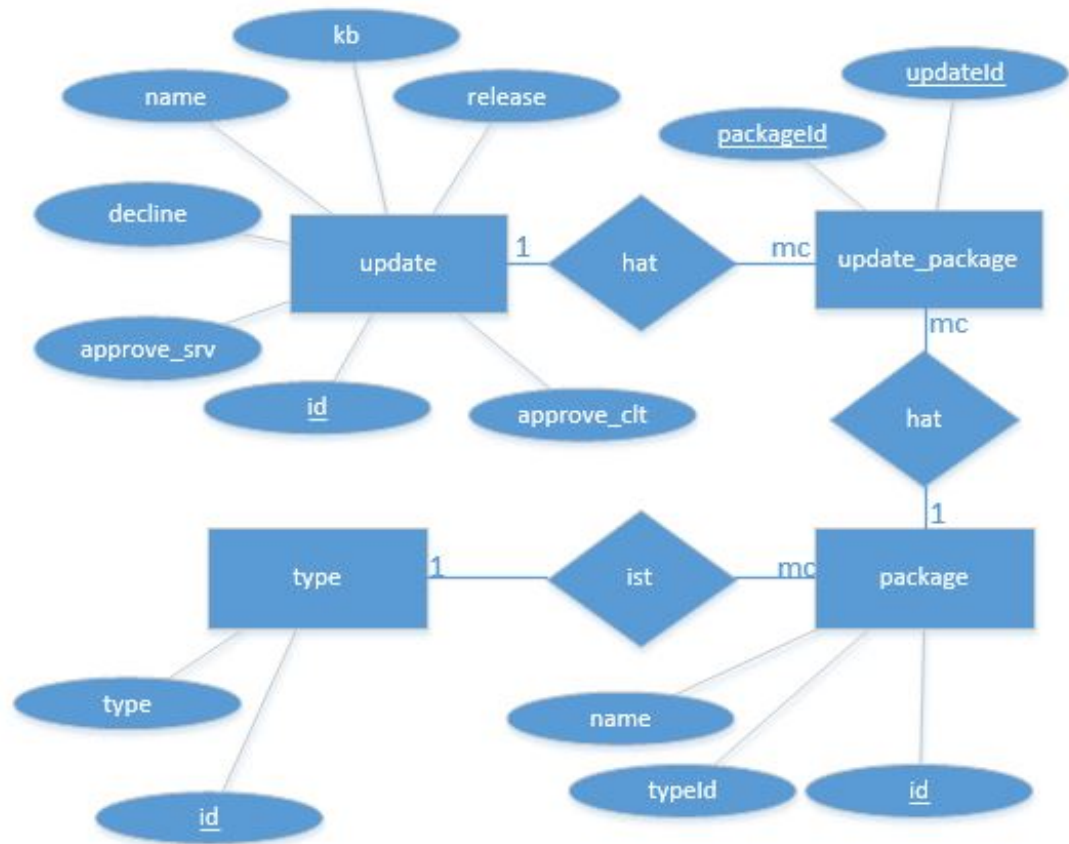 kb
updateId
name
release
packageId
decline
update
1
hat
mc
update_package
mc
approve_srv
id
approve_clt
hat
1
type
1
ist
mc
package
type
name
typeId
id
id